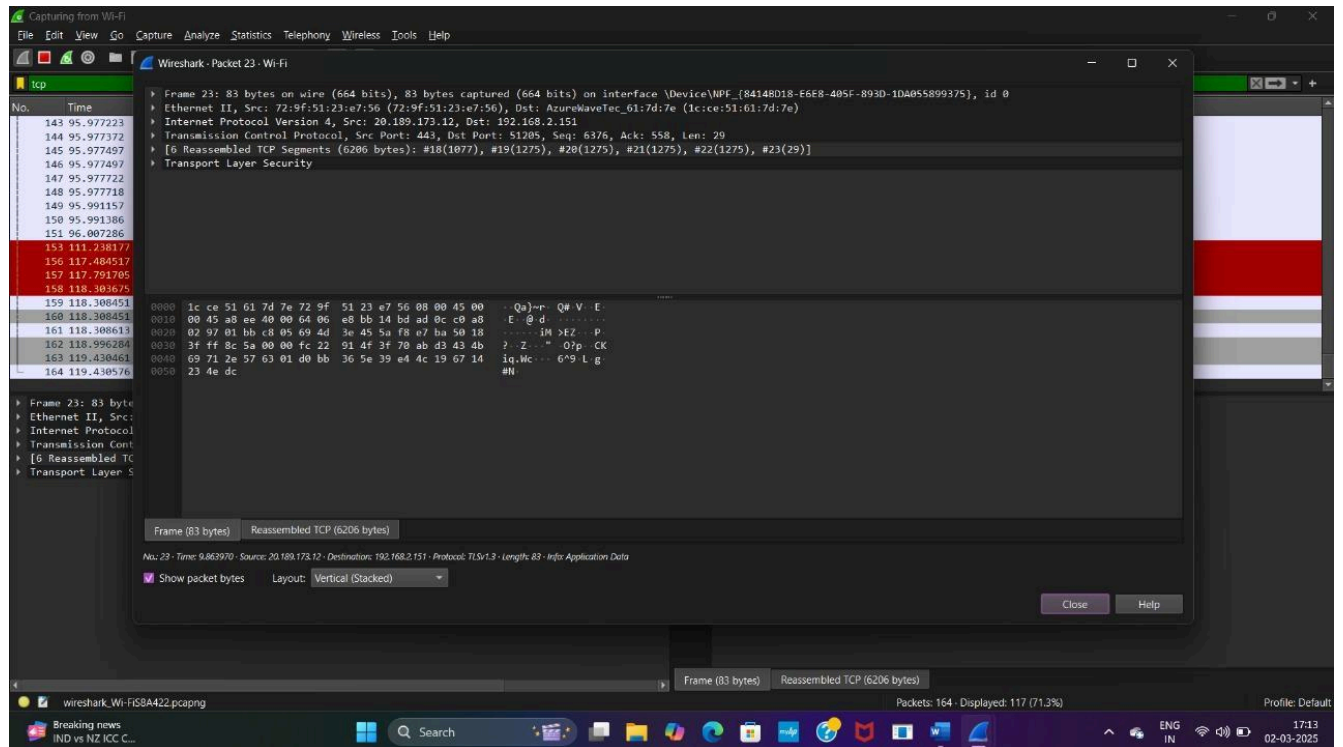 Capturing from Wi-Fi
File Edit View Go Capture Analyze Statistics Telephony Wireless Tools Help
Wireshark · Packet 23 · Wi-Fi
tcp
No. Time
143 95.977223
144 95.977372
145 95.977497
146 95.977497
147 95.977722
148 95.977718
149 95.991157
150 95.991386
151 96.007286
153 111.238177
156 117.484517
157 117.791705
158 118.303675
159 118.308451
160 118.308451
161 118.308613
162 118.996284
163 119.430461
164 119.430576
Frame 23: 83 bytes on wire (664 bits), 83 bytes captured (664 bits) on interface \Device\NPF_{8414BD18-E6E8-405F-893D-1DA055899375}, id 0
Ethernet II, Src: 72:9f:51:23:e7:56 (72:9f:51:23:e7:56), Dst: AzureWaveTec_61:7d:7e (1c:ce:51:61:7d:7e)
Internet Protocol Version 4, Src: 20.189.173.12, Dst: 192.168.2.151
Transmission Control Protocol, Src Port: 443, Dst Port: 51205, Seq: 6376, Ack: 558, Len: 29
[6 Reassembled TCP Segments (6206 bytes): #18(1077), #19(1275), #20(1275), #21(1275), #22(1275), #23(29)]
Transport Layer Security
0000 1c ce 51 61 7d 7e 72 9f 51 23 e7 56 08 00 45 00 ··Qa}~r· Q#·V··E·
0010 00 45 a8 ee 40 00 64 06 e8 bb 14 bd ad 0c c0 a8 ·E··@·d· ········
0020 02 97 01 bb c8 05 69 4d 3e 45 5a f8 e7 ba 50 18 ······iM >EZ···P·
0030 3f ff 8c 5a 00 00 fc 22 91 4f 3f 70 ab d3 43 4b ?··Z···" ·O?p··CK
0040 69 71 2e 57 63 01 d0 bb 36 5e 39 e4 4c 19 67 14 iq.Wc··· 6^9·L·g·
0050 23 4e dc #N·
Frame 23: 83 byte
Ethernet II, Src:
Internet Protocol
Transmission Cont
[6 Reassembled TC
Transport Layer S
Frame (83 bytes) Reassembled TCP (6206 bytes)
No.: 23 · Time: 9.863970 · Source: 20.189.173.12 · Destination: 192.168.2.151 · Protocol: TLSv1.3 · Length: 83 · Info: Application Data
Show packet bytes Layout: Vertical (Stacked)
Close Help
Frame (83 bytes) Reassembled TCP (6206 bytes)
wireshark_Wi-FiS8A422.pcapng Packets: 164 · Displayed: 117 (71.3%) Profile: Default
Breaking news
IND vs NZ ICC C...
Search
ENG
IN
17:13
02-03-2025